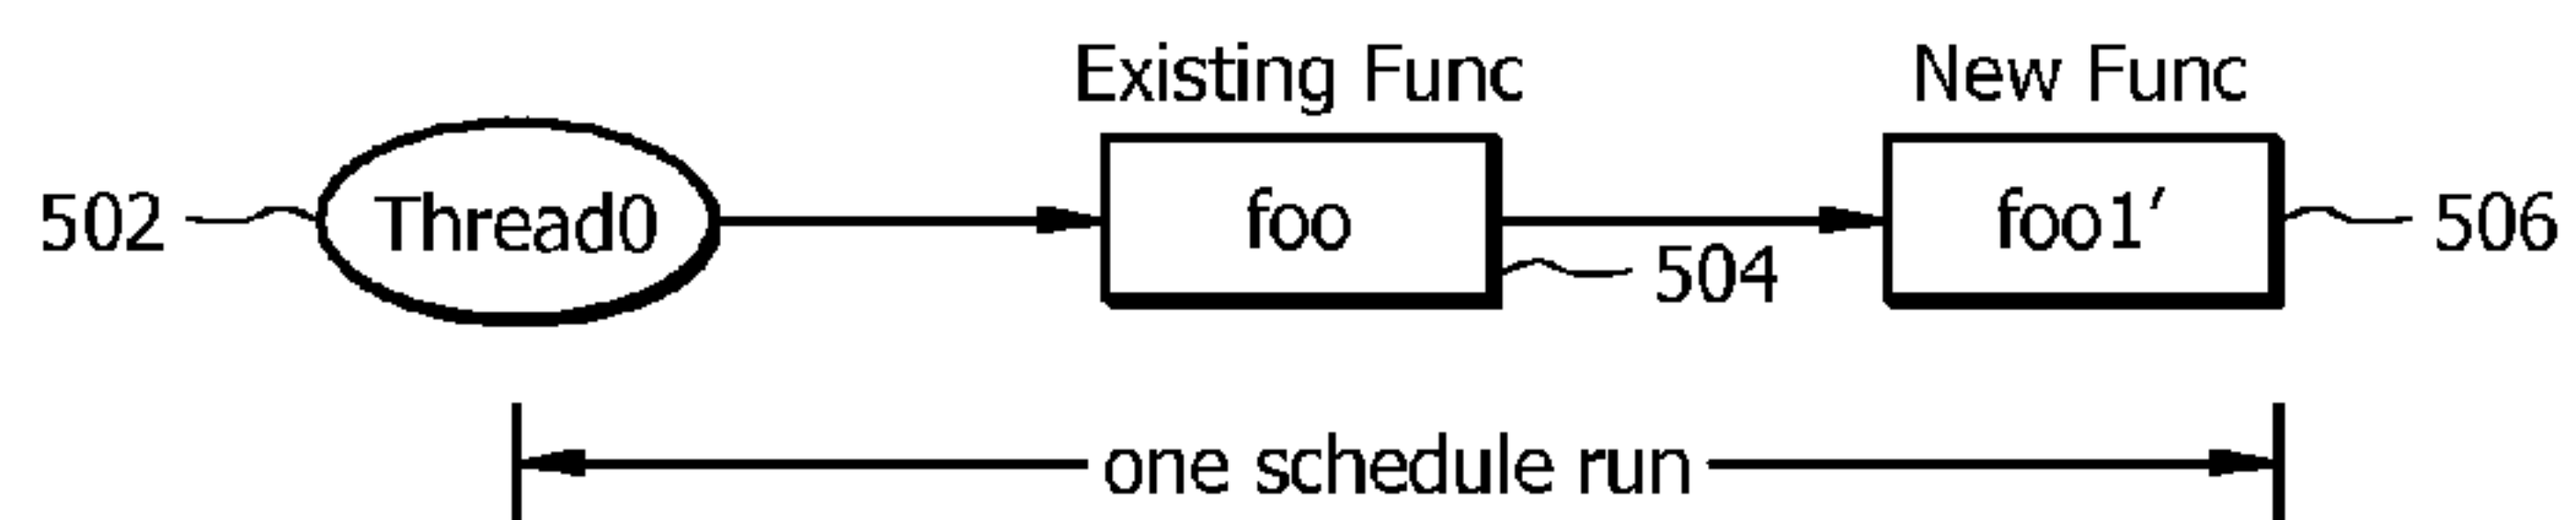 Existing Func New Func
502 Thread0 foo foo1′ 506
504
one schedule run